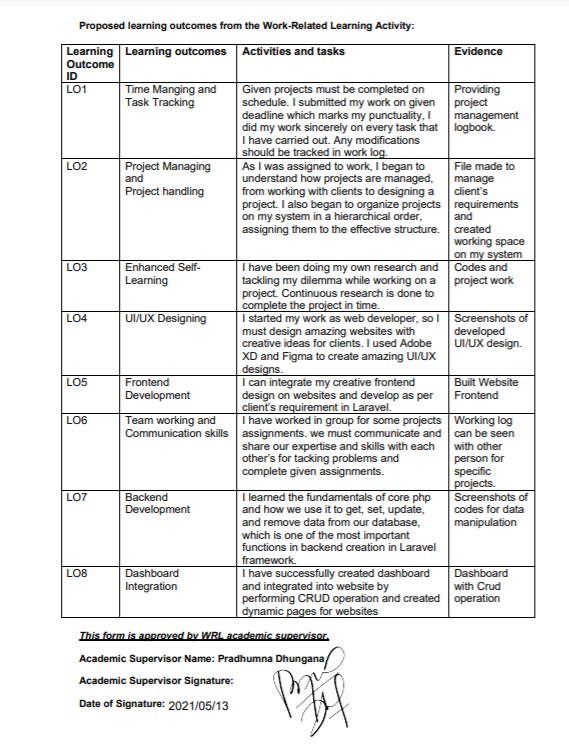 Proposed learning outcomes from the Work-Related Learning Activity:
Learning Outcome ID
Learning outcomes
Activities and tasks
Evidence
LO1
Time Manging and
Task Tracking
Given projects must be completed on
schedule. I submitted my work on given
deadline which marks my punctuality, I
did my work sincerely on every task that
I have carried out. Any modifications
should be tracked in work log.
Providing
project
management
logbook.
LO2
Project Managing
and
Project handling
As I was assigned to work, I began to
understand how projects are managed,
from working with clients to designing a
project. I also began to organize projects
on my system in a hierarchical order,
assigning them to the effective structure.
File made to
manage
client's
requirements
and
created
working space
on my system
LO3
Enhanced Self-
Learning
I have been doing my own research and
tackling my dilemma while working on a
project. Continuous research is done to
complete the project in time.
Codes and
project work
LO4
UI/UX Designing
I started my work as web developer, so I
must design amazing websites with
creative ideas for clients. I used Adobe
XD and Figma to create amazing UI/UX
designs.
Screenshots of
developed
UI/UX design.
LO5
Frontend
Development
I can integrate my creative frontend
design on websites and develop as per
client's requirement in Laravel.
Built Website
Frontend
LO6
Team working and
Communication skills
I have worked in group for some projects
assignments. we must communicate and
share our expertise and skills with each
other's for tacking problems and
complete given assignments.
Working log
can be seen
with other
person for
specific
projects.
LO7
Backend
Development
I learned the fundamentals of core php
and how we use it to get, set, update,
and remove data from our database,
which is one of the most important
functions in backend creation in Laravel
framework.
Screenshots of
codes for data
manipulation
LO8
Dashboard
Integration
I have successfully created dashboard
and integrated into website by
performing CRUD operation and created
dynamic pages for websites
Dashboard
with Crud
operation
This form is approved by WRL academic supervisor.
Academic Supervisor Name: Pradhumna Dhungana
Academic Supervisor Signature:
Date of Signature: 2021/05/13